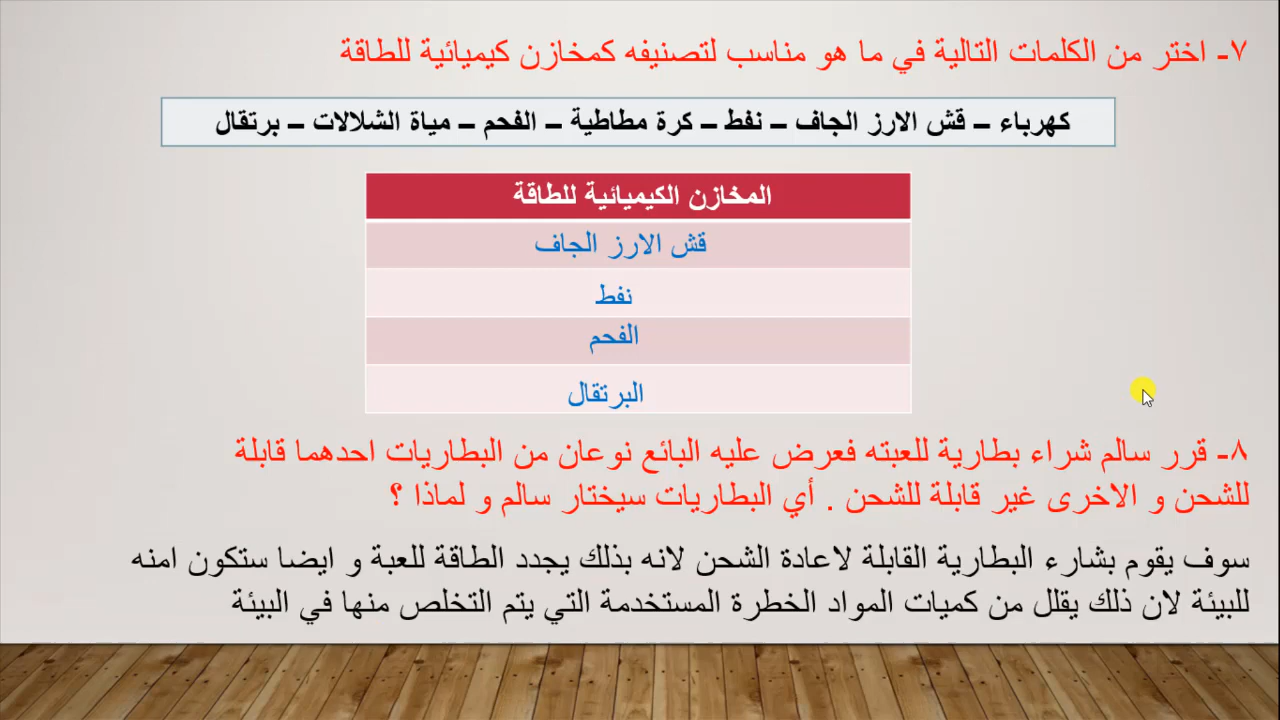 ٧- اختر من الكلمات التالية في ما هو مناسب لتصنيفه كمخازن كيميائية للطاقة
كهرباء – قش الارز الجاف – نفط – كرة مطاطية – الفحم – مياة الشلالات – برتقال
المخازن الكيميائية للطاقة
قش الارز الجاف
نفط
الفحم
البرتقال
٨- قرر سالم شراء بطارية للعبته فعرض عليه البائع نوعان من البطاريات احدهما قابلة
للشحن و الاخرى غير قابلة للشحن . أي البطاريات سيختار سالم و لماذا ؟
سوف يقوم بشارء البطارية القابلة لاعادة الشحن لانه بذلك يجدد الطاقة للعبة و ايضا ستكون امنه
للبيئة لان ذلك يقلل من كميات المواد الخطرة المستخدمة التي يتم التخلص منها في البيئة